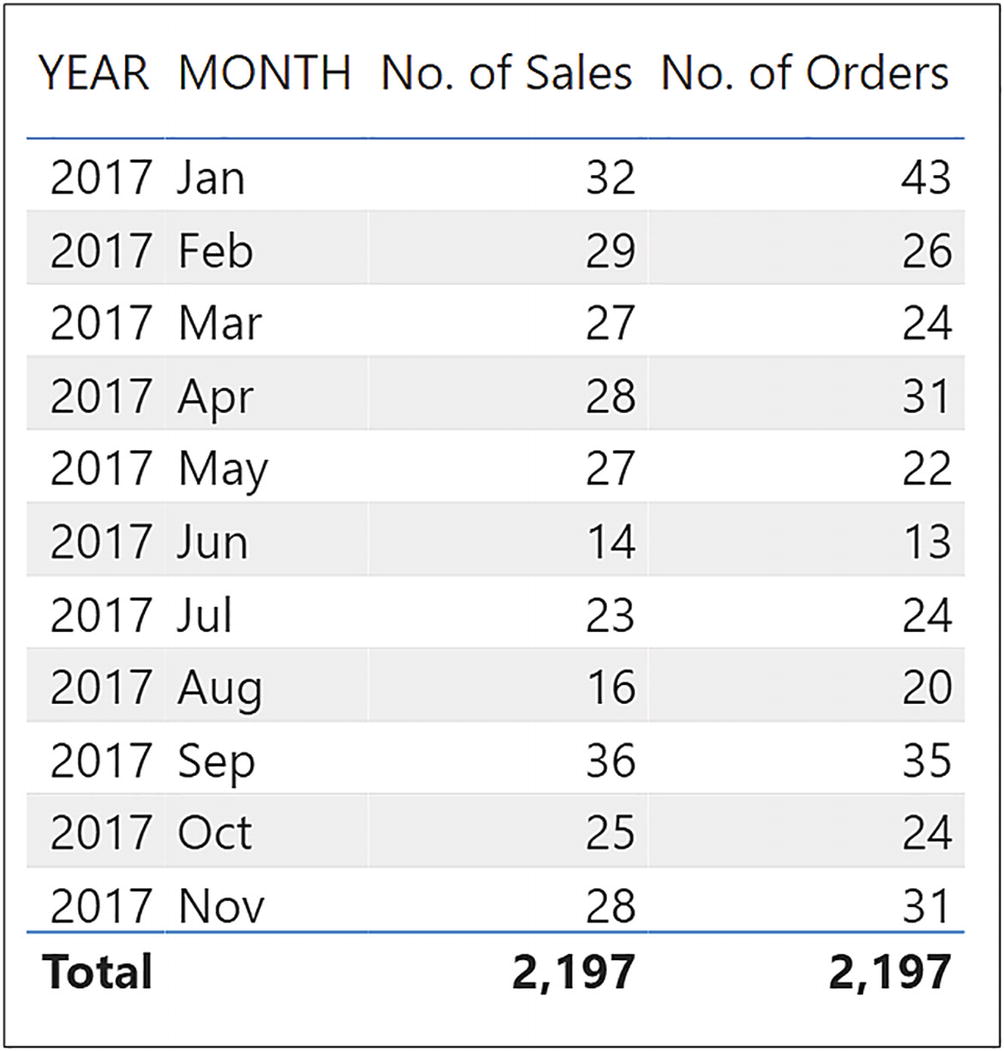 YEAR MONTH No. of Sales No. of Orders
2017 Jan 32 43
2017 Feb 29 26
2017 Mar 27 24
2017 Apr 28 31
2017 May 27 22
2017 Jun 14 13
2017 Jul 23 24
2017 Aug 16 20
2017 Sep 36 35
2017 Oct 25 24
2017 Nov 28 31
Total 2,197 2,197